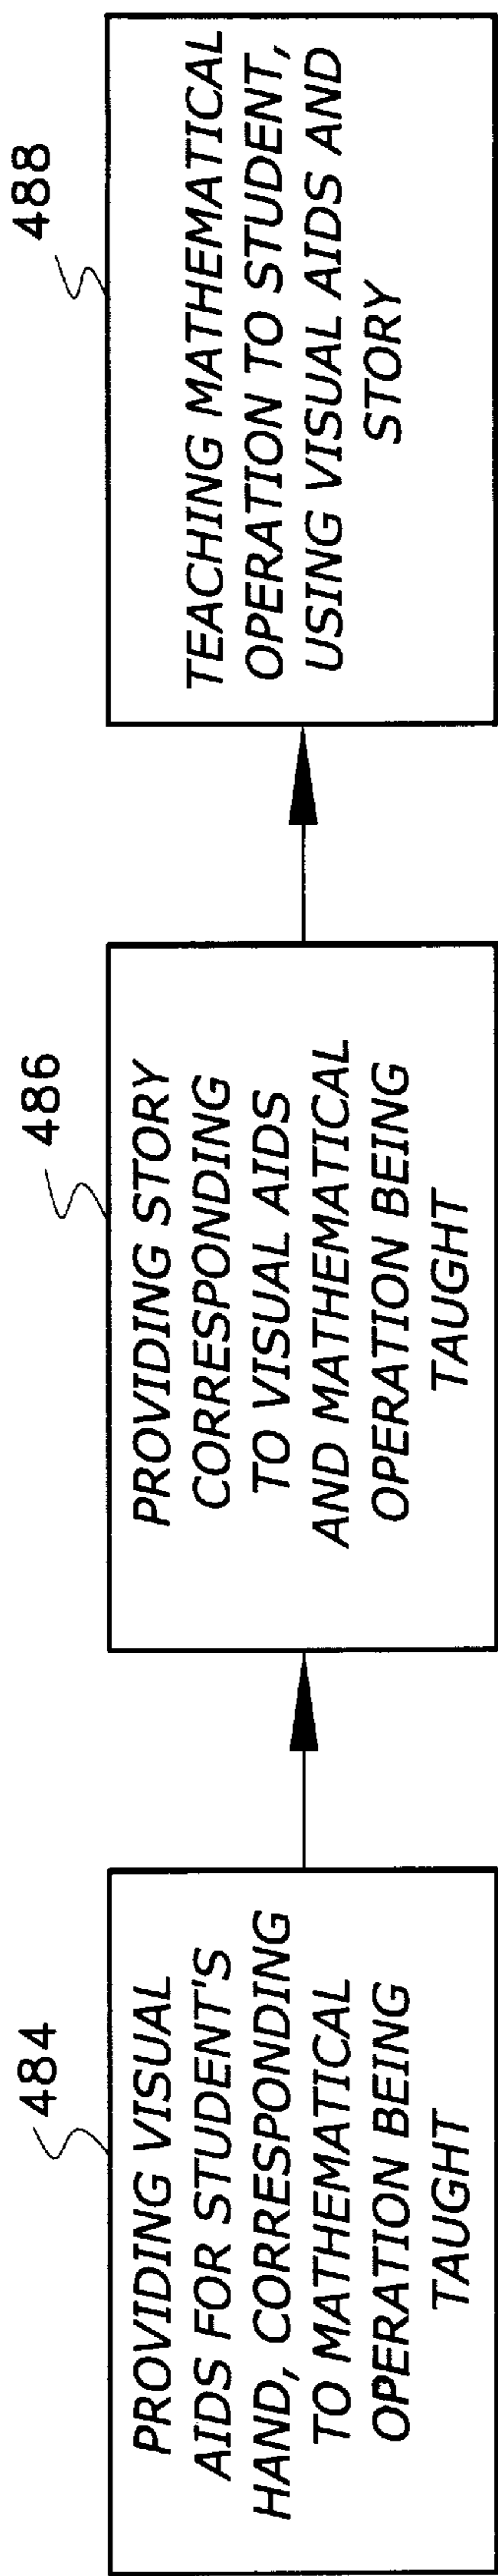 484
PROVIDING VISUAL
AIDS FOR STUDENT'S
HAND, CORRESPONDING
TO MATHEMATICAL
OPERATION BEING
TAUGHT
486
PROVIDING STORY
CORRESPONDING
TO VISUAL AIDS
AND MATHEMATICAL
OPERATION BEING
TAUGHT
488
TEACHING MATHEMATICAL
OPERATION TO STUDENT,
USING VISUAL AIDS AND
STORY